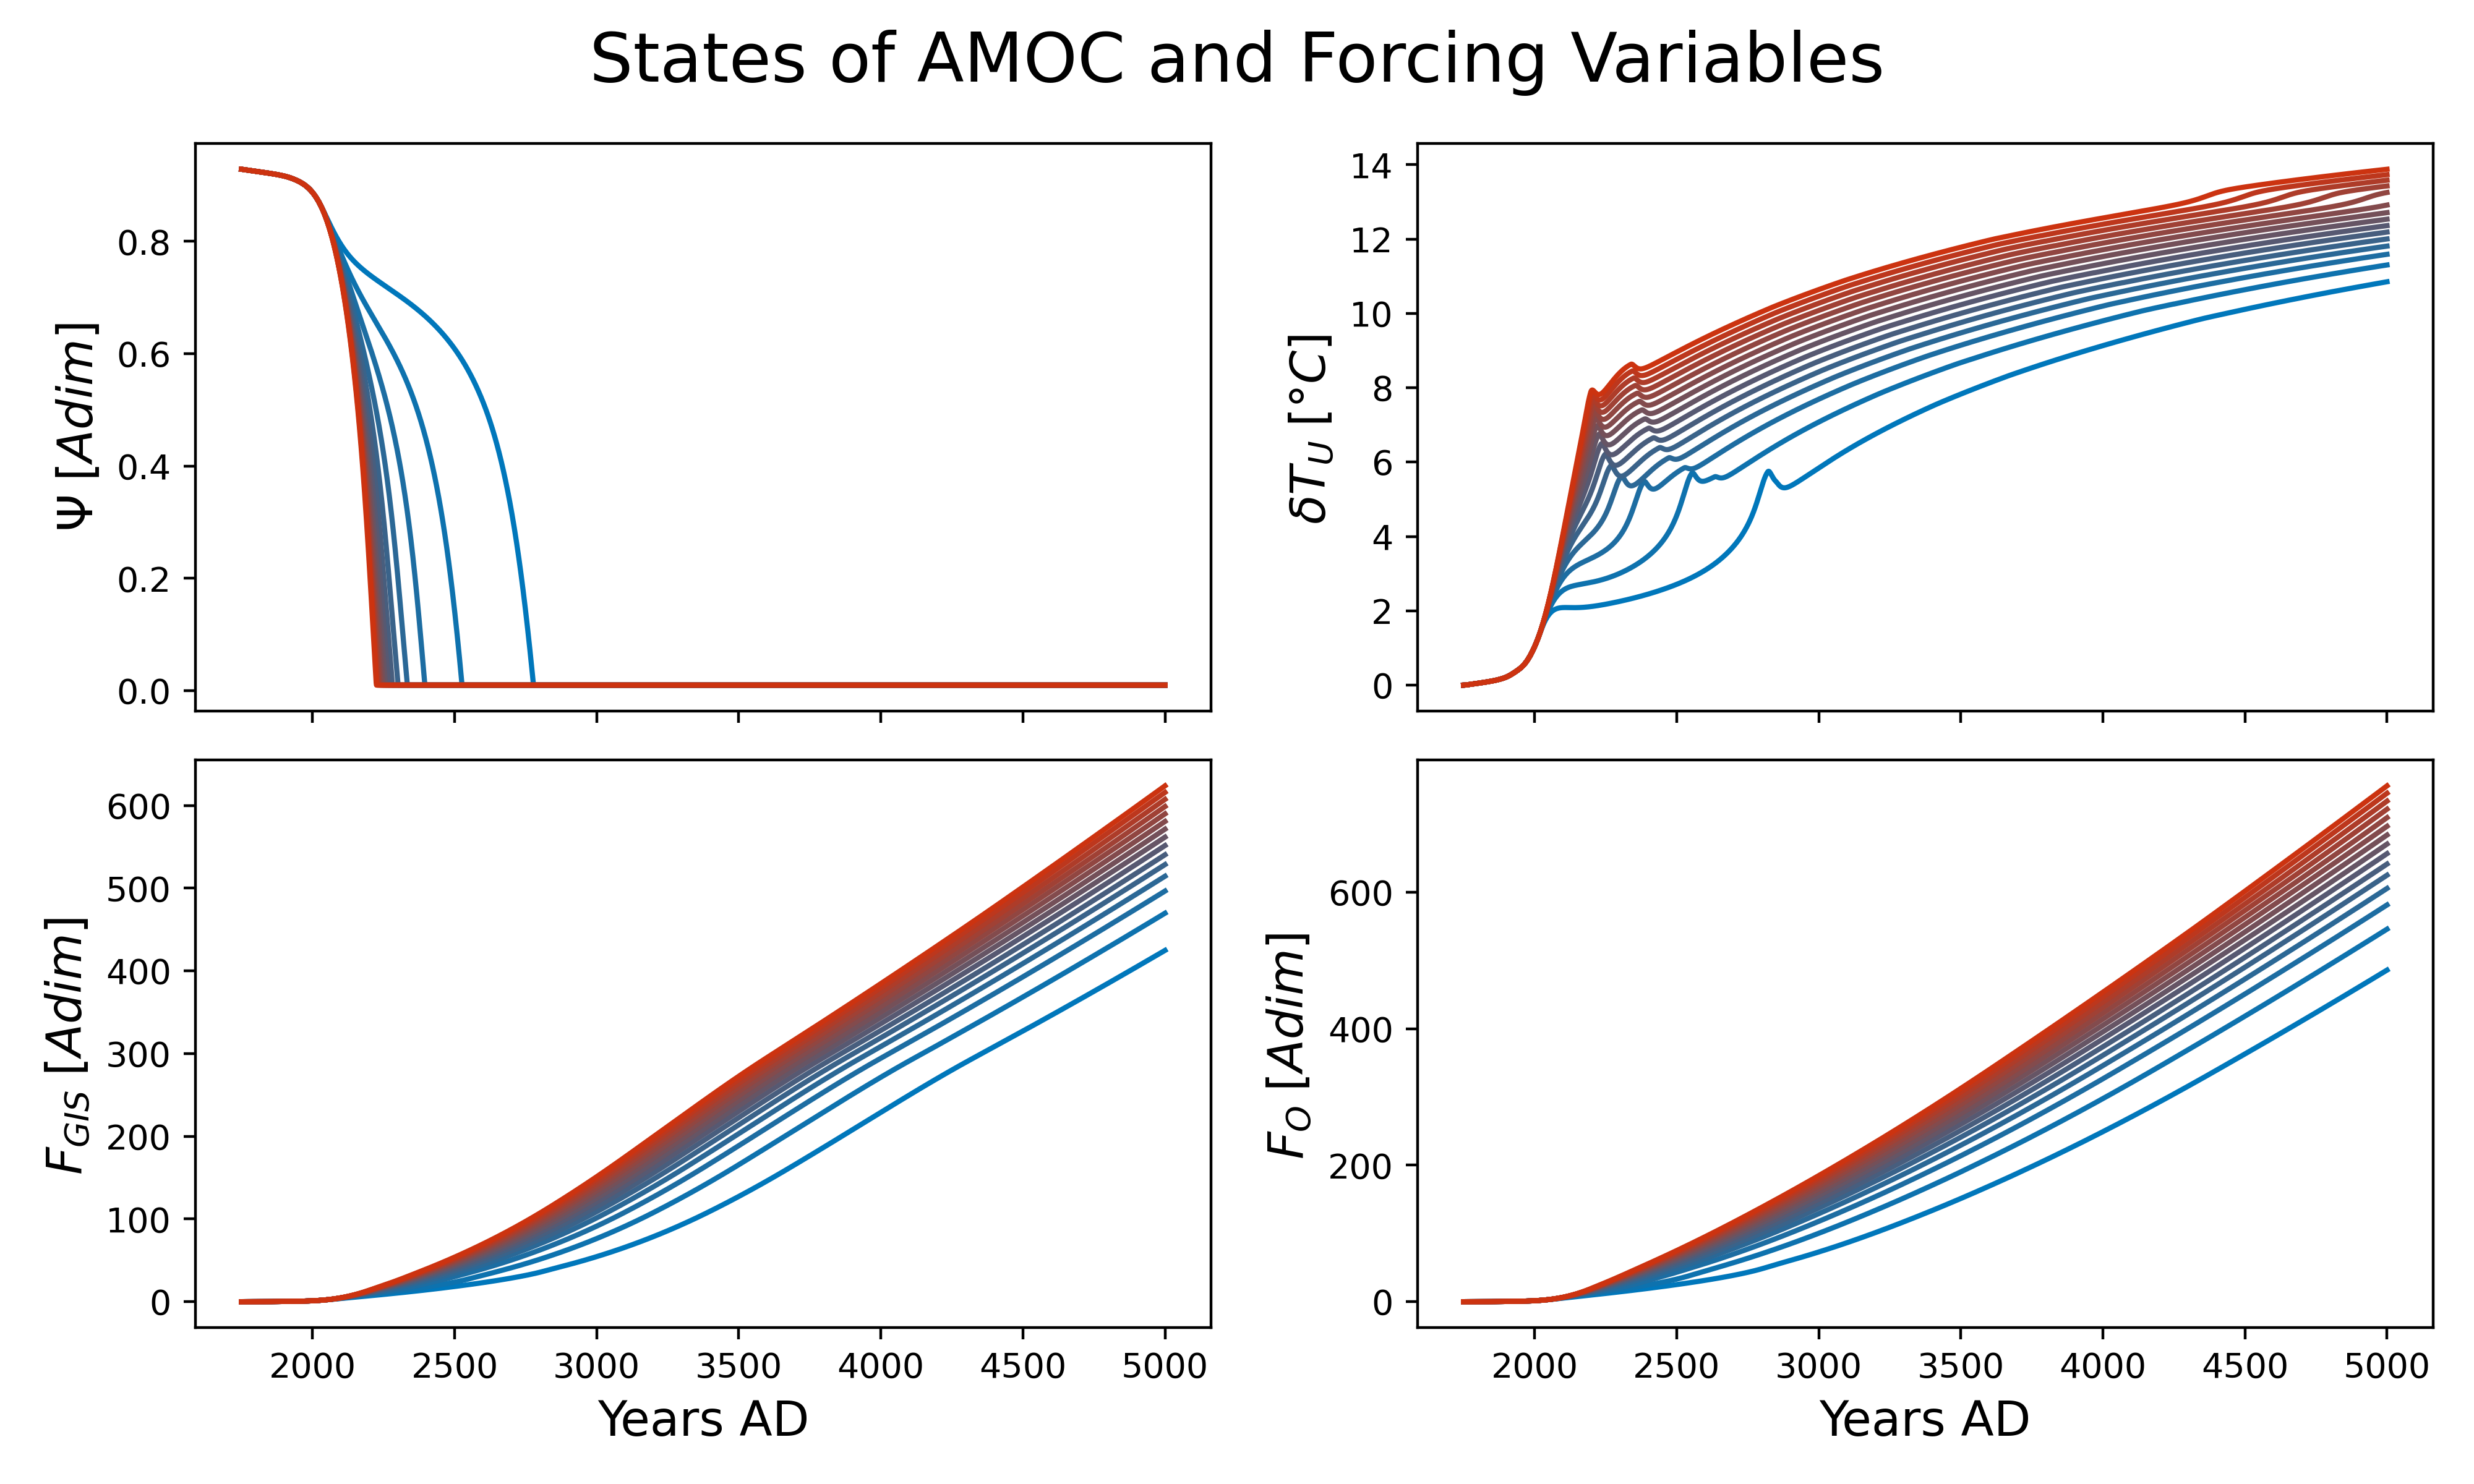 States of AMOC and Forcing Variables
Ψ [Adim]
0.8
0.6
0.4
0.2
0.0
δT_U [°C]
14
12
10
8
6
4
2
0
F_GIS [Adim]
600
500
400
300
200
100
0
2000 2500 3000 3500 4000 4500 5000
Years AD
F_O [Adim]
600
400
200
0
2000 2500 3000 3500 4000 4500 5000
Years AD